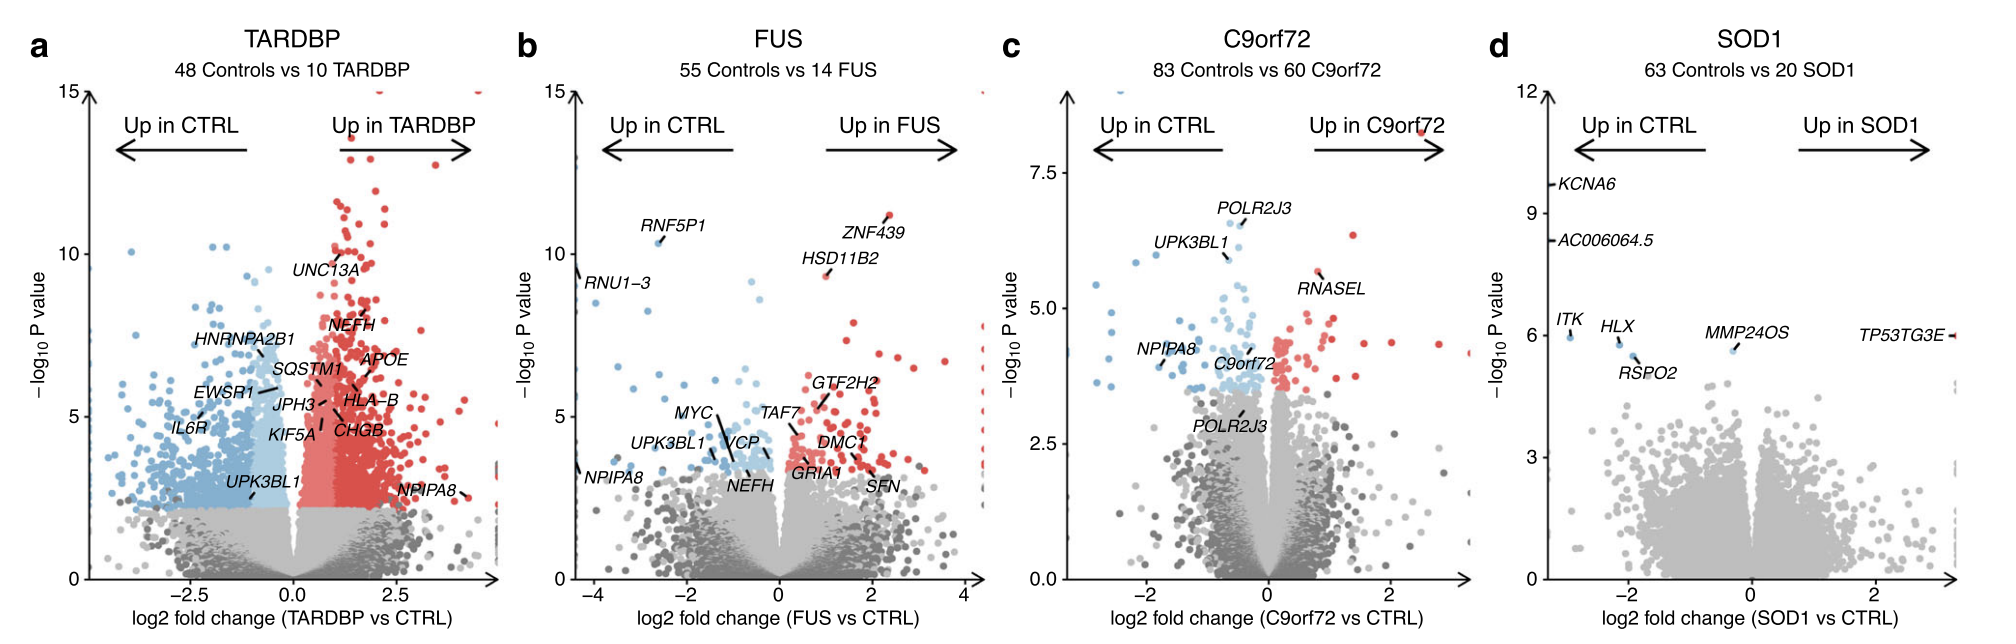 a
TARDBP
48 Controls vs 10 TARDBP
15
Up in CTRL
Up in TARDBP
10
UNC13A
NEFH
HNRNPA2B1
SQSTM1
APOE
EWSR1
JPH3
HLA−B
5
IL6R
KIF5A
CHGB
UPK3BL1
NPIPA8
0
−2.5
0.0
2.5
−log10 P value
log2 fold change (TARDBP vs CTRL)
b
FUS
55 Controls vs 14 FUS
15
Up in CTRL
Up in FUS
RNF5P1
ZNF439
10
HSD11B2
RNU1−3
GTF2H2
MYC
TAF7
5
UPK3BL1
VCP
DMC1
NPIPA8
NEFH
GRIA1
SFN
0
−4
−2
0
2
4
−log10 P value
log2 fold change (FUS vs CTRL)
c
C9orf72
83 Controls vs 60 C9orf72
Up in CTRL
Up in C9orf72
7.5
POLR2J3
UPK3BL1
RNASEL
5.0
NPIPA8
C9orf72
POLR2J3
2.5
0.0
−2
0
2
−log10 P value
log2 fold change (C9orf72 vs CTRL)
d
SOD1
63 Controls vs 20 SOD1
12
Up in CTRL
Up in SOD1
KCNA6
9
AC006064.5
ITK
HLX
MMP24OS
TP53TG3E
6
RSPO2
3
0
−2
0
2
−log10 P value
log2 fold change (SOD1 vs CTRL)